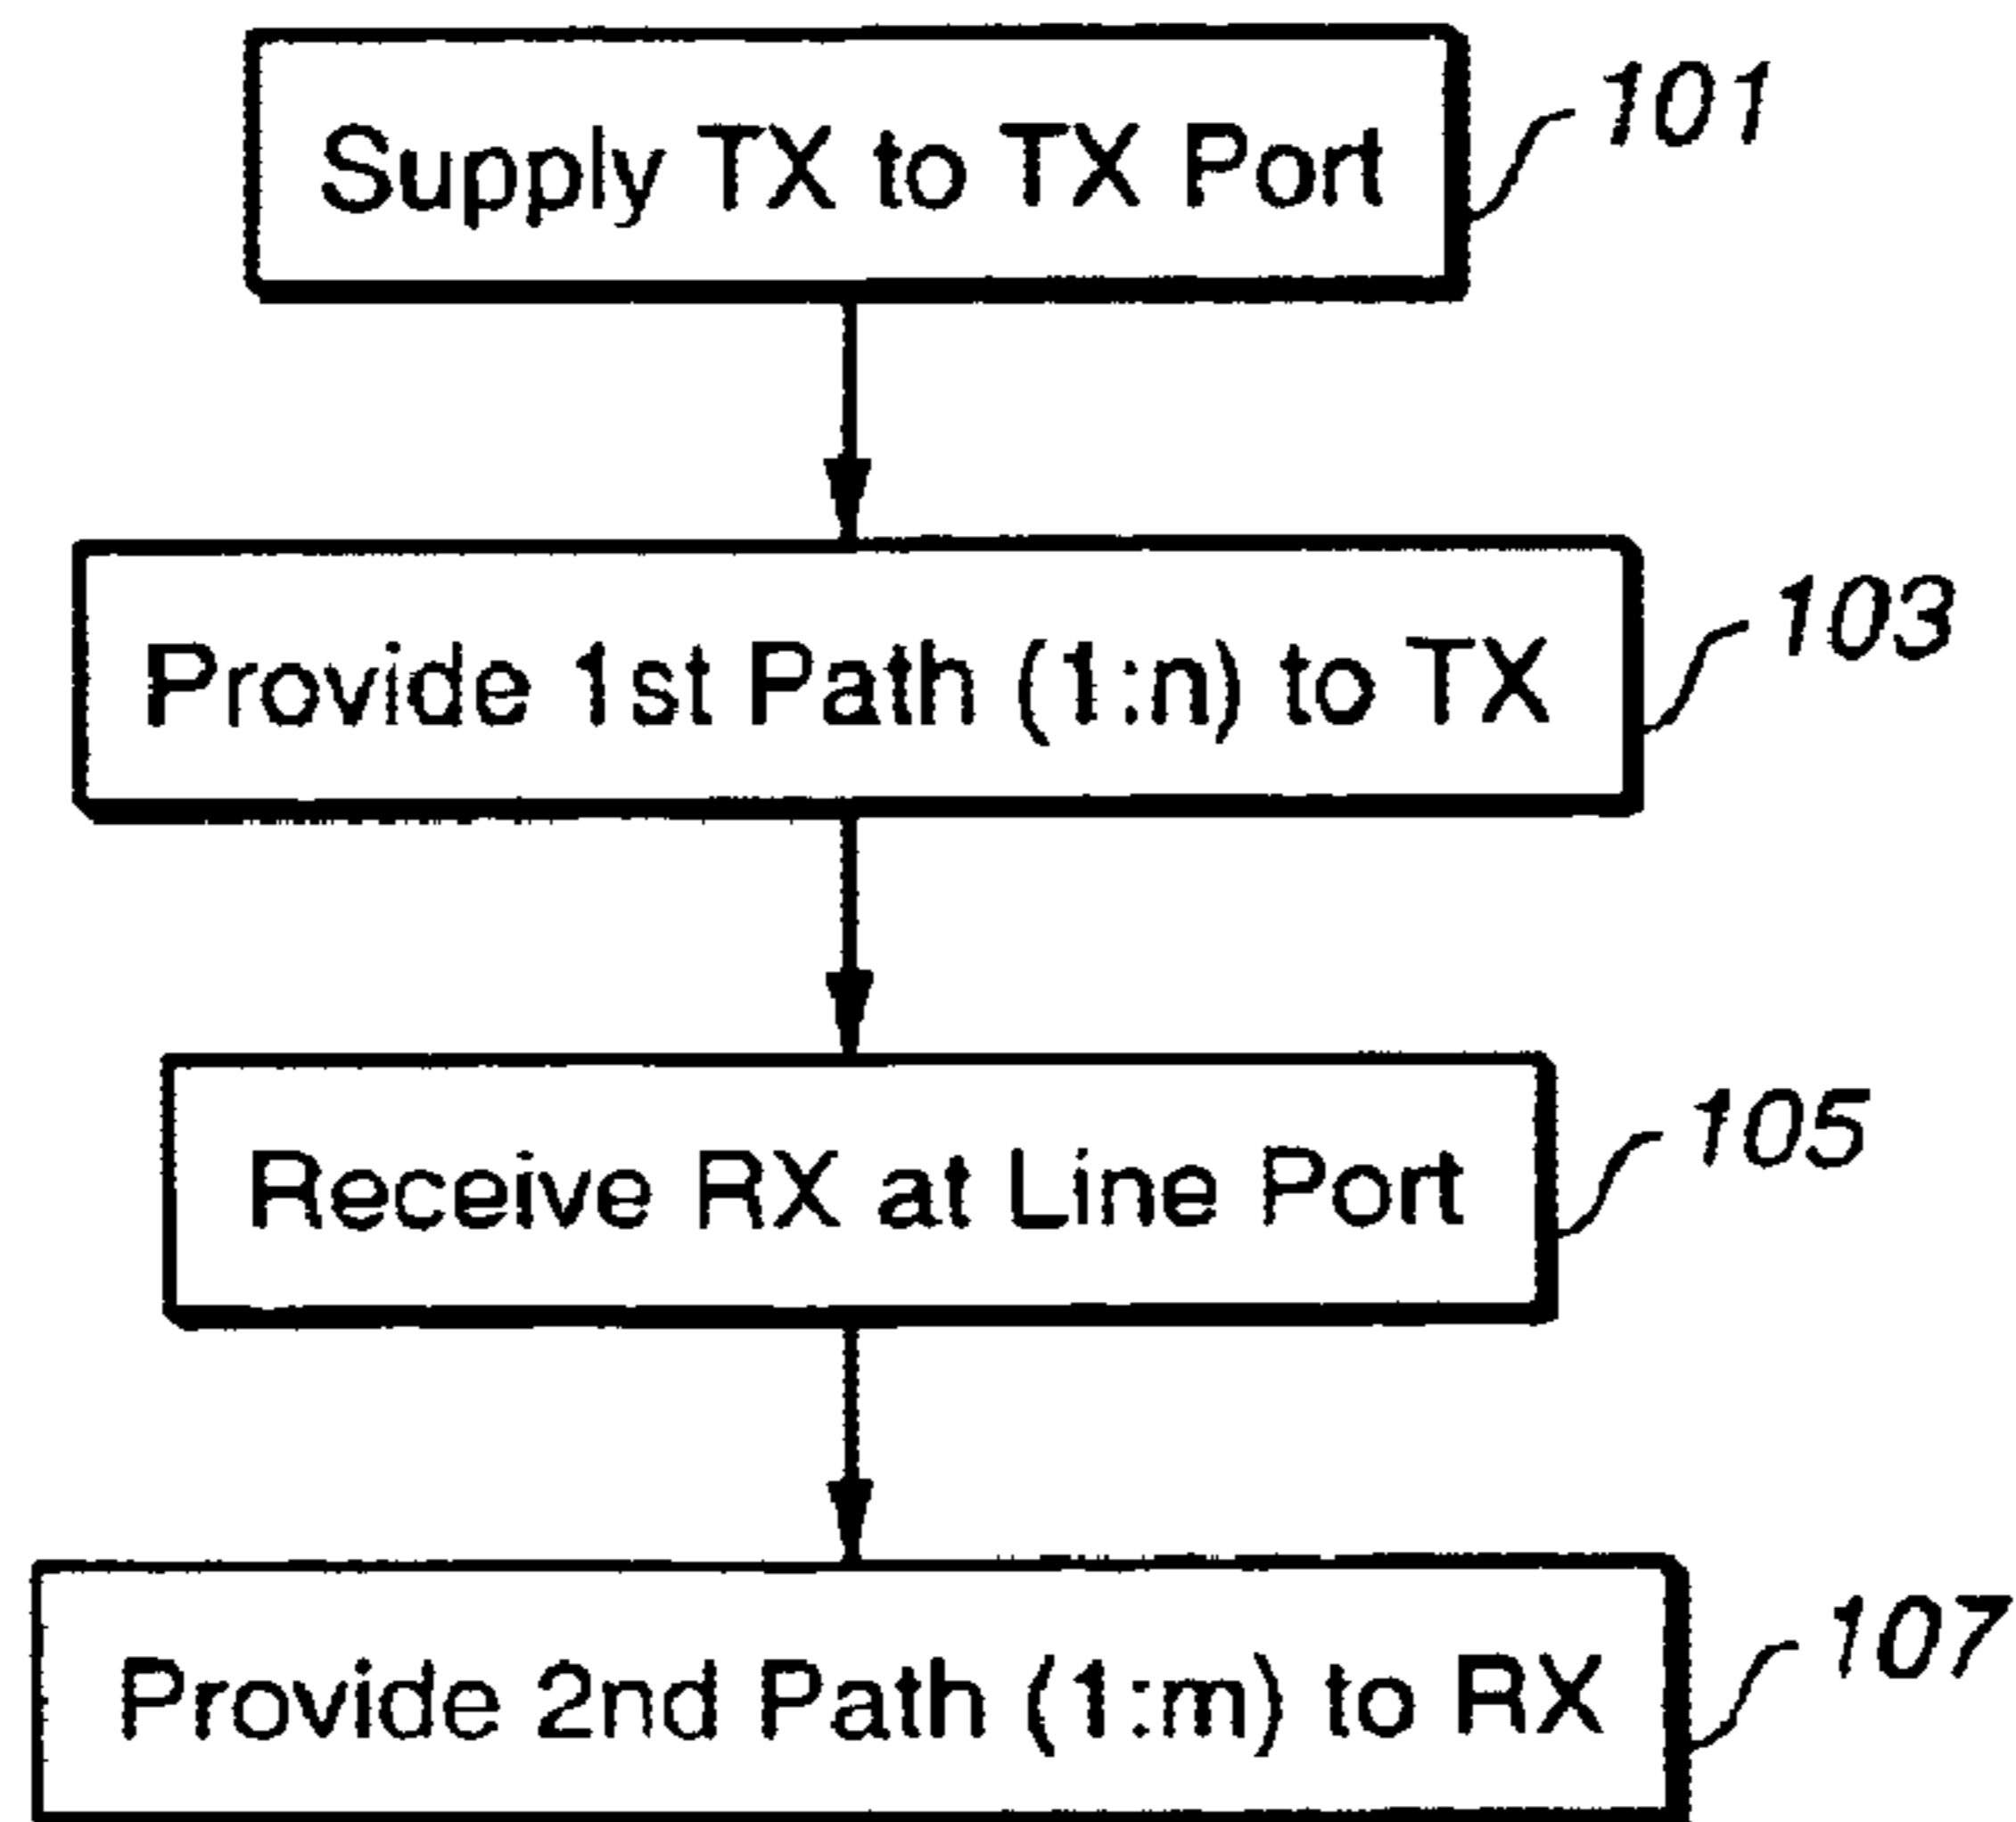 Supply TX to TX Port
101
Provide 1st Path (1:n) to TX
103
Receive RX at Line Port
105
Provide 2nd Path (1:m) to RX
107